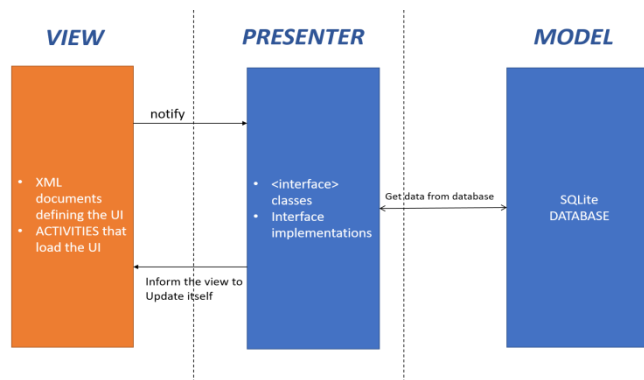 VIEW
PRESENTER
MODEL
notify
• XML
documents
defining the UI
• ACTIVITIES that
load the UI
• <interface>
classes
• Interface
implementations
Get data from database
SQLite
DATABASE
Inform the view to
Update itself